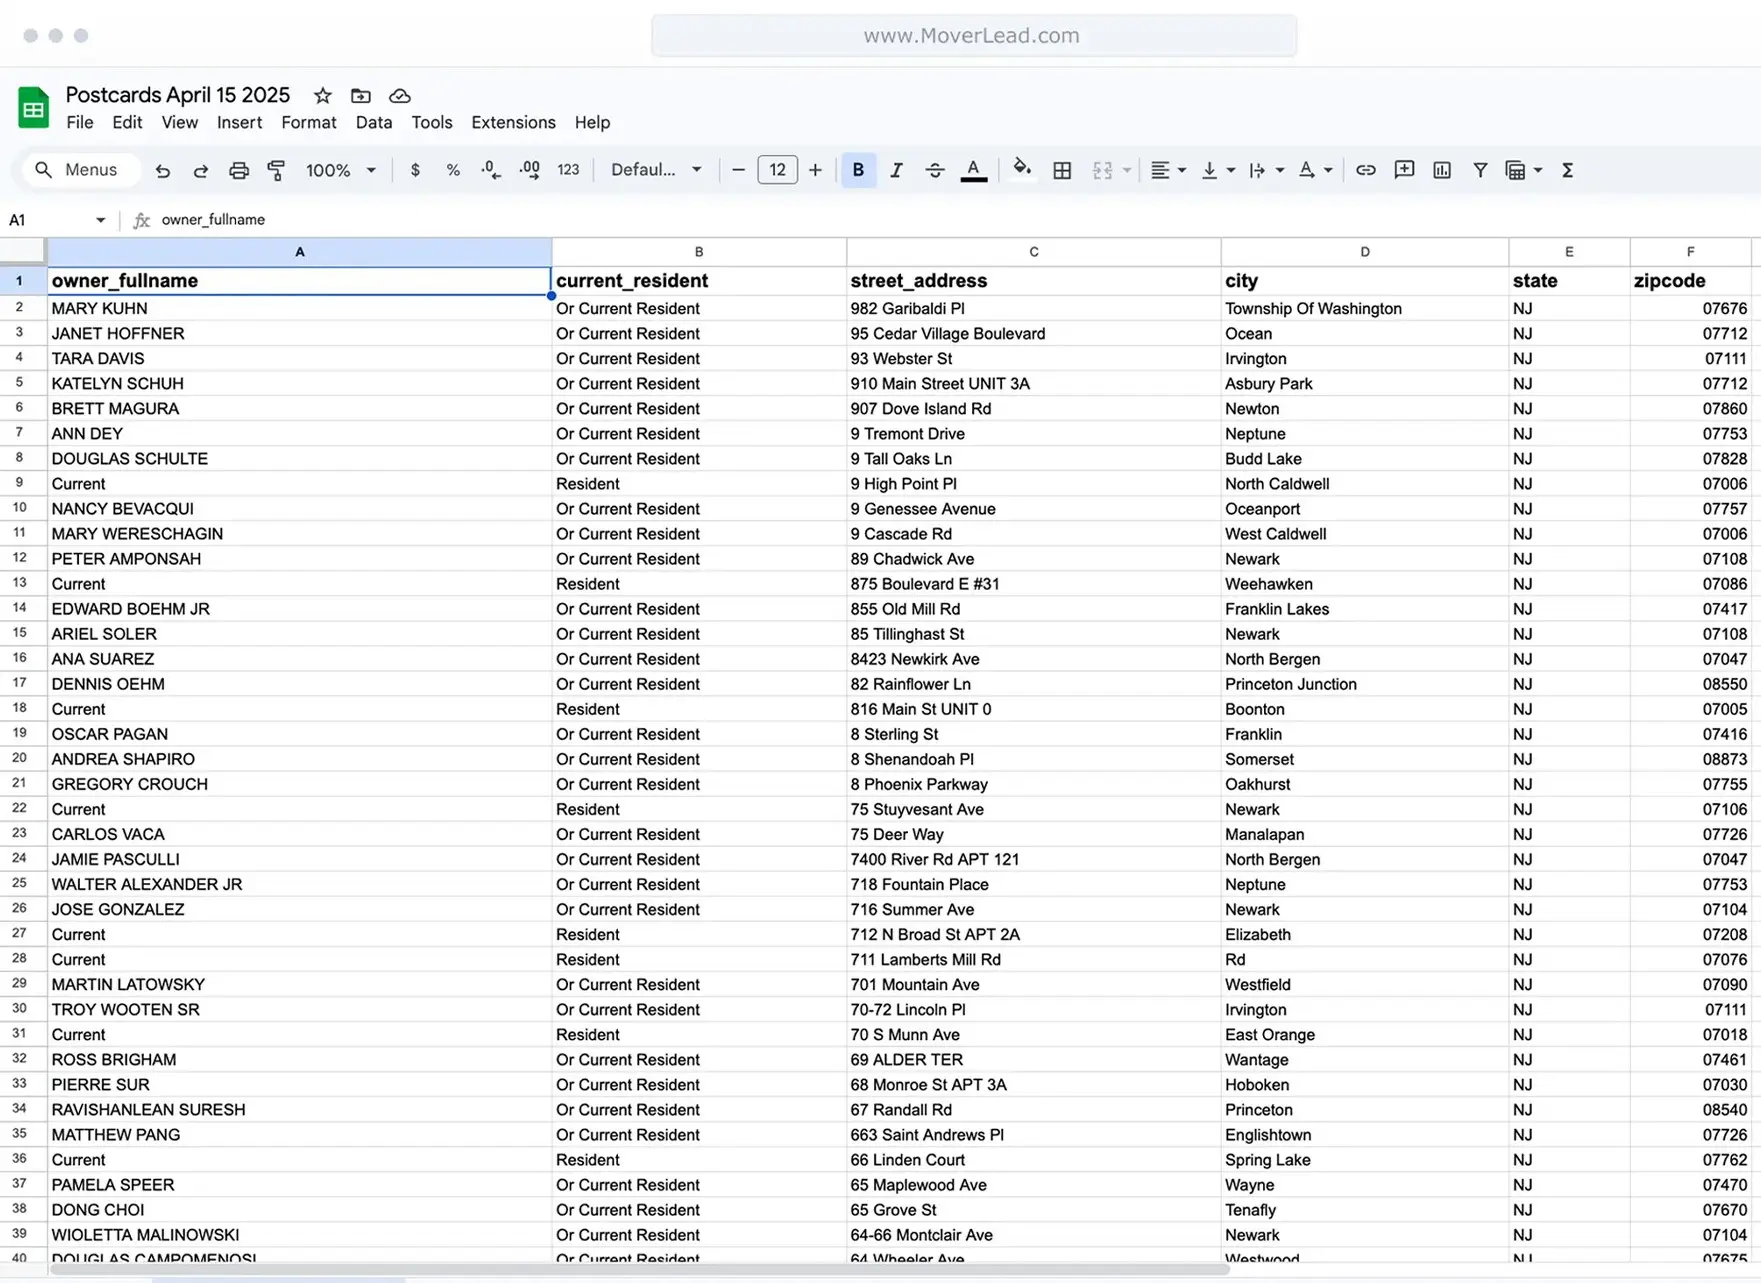 www.MoverLead.com
Postcards April 15 2025
File Edit View Insert Format Data Tools Extensions Help
Menus 100% $ % .0 .00 123 Defaul... − 12 + B I S A A Σ
A1 fx owner_fullname
A B C D E F
1 owner_fullname current_resident street_address city state zipcode
2 MARY KUHN Or Current Resident 982 Garibaldi Pl Township Of Washington NJ 07676
3 JANET HOFFNER Or Current Resident 95 Cedar Village Boulevard Ocean NJ 07712
4 TARA DAVIS Or Current Resident 93 Webster St Irvington NJ 07111
5 KATELYN SCHUH Or Current Resident 910 Main Street UNIT 3A Asbury Park NJ 07712
6 BRETT MAGURA Or Current Resident 907 Dove Island Rd Newton NJ 07860
7 ANN DEY Or Current Resident 9 Tremont Drive Neptune NJ 07753
8 DOUGLAS SCHULTE Or Current Resident 9 Tall Oaks Ln Budd Lake NJ 07828
9 Current Resident 9 High Point Pl North Caldwell NJ 07006
10 NANCY BEVACQUI Or Current Resident 9 Genessee Avenue Oceanport NJ 07757
11 MARY WERESCHAGIN Or Current Resident 9 Cascade Rd West Caldwell NJ 07006
12 PETER AMPONSAH Or Current Resident 89 Chadwick Ave Newark NJ 07108
13 Current Resident 875 Boulevard E #31 Weehawken NJ 07086
14 EDWARD BOEHM JR Or Current Resident 855 Old Mill Rd Franklin Lakes NJ 07417
15 ARIEL SOLER Or Current Resident 85 Tillinghast St Newark NJ 07108
16 ANA SUAREZ Or Current Resident 8423 Newkirk Ave North Bergen NJ 07047
17 DENNIS OEHM Or Current Resident 82 Rainflower Ln Princeton Junction NJ 08550
18 Current Resident 816 Main St UNIT 0 Boonton NJ 07005
19 OSCAR PAGAN Or Current Resident 8 Sterling St Franklin NJ 07416
20 ANDREA SHAPIRO Or Current Resident 8 Shenandoah Pl Somerset NJ 08873
21 GREGORY CROUCH Or Current Resident 8 Phoenix Parkway Oakhurst NJ 07755
22 Current Resident 75 Stuyvesant Ave Newark NJ 07106
23 CARLOS VACA Or Current Resident 75 Deer Way Manalapan NJ 07726
24 JAMIE PASCULLI Or Current Resident 7400 River Rd APT 121 North Bergen NJ 07047
25 WALTER ALEXANDER JR Or Current Resident 718 Fountain Place Neptune NJ 07753
26 JOSE GONZALEZ Or Current Resident 716 Summer Ave Newark NJ 07104
27 Current Resident 712 N Broad St APT 2A Elizabeth NJ 07208
28 Current Resident 711 Lamberts Mill Rd Rd NJ 07076
29 MARTIN LATOWSKY Or Current Resident 701 Mountain Ave Westfield NJ 07090
30 TROY WOOTEN SR Or Current Resident 70-72 Lincoln Pl Irvington NJ 07111
31 Current Resident 70 S Munn Ave East Orange NJ 07018
32 ROSS BRIGHAM Or Current Resident 69 ALDER TER Wantage NJ 07461
33 PIERRE SUR Or Current Resident 68 Monroe St APT 3A Hoboken NJ 07030
34 RAVISHANLEAN SURESH Or Current Resident 67 Randall Rd Princeton NJ 08540
35 MATTHEW PANG Or Current Resident 663 Saint Andrews Pl Englishtown NJ 07726
36 Current Resident 66 Linden Court Spring Lake NJ 07762
37 PAMELA SPEER Or Current Resident 65 Maplewood Ave Wayne NJ 07470
38 DONG CHOI Or Current Resident 65 Grove St Tenafly NJ 07670
39 WIOLETTA MALINOWSKI Or Current Resident 64-66 Montclair Ave Newark NJ 07104
40 DOUGLAS CAMPOMENOSI Or Current Resident 64 Wheeler Ave Westwood NJ 07675